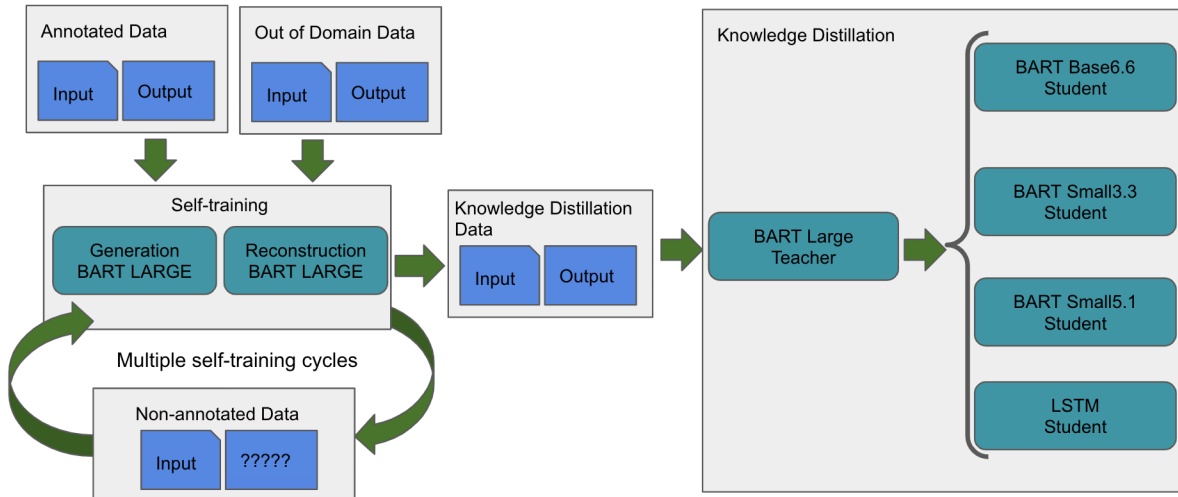 Annotated Data
Input
Output
Out of Domain Data
Input
Output
Self-training
Generation
BART LARGE
Reconstruction
BART LARGE
Multiple self-training cycles
Non-annotated Data
Input
?????
Knowledge Distillation
Data
Input
Output
Knowledge Distillation
BART Large
Teacher
BART Base6.6
Student
BART Small3.3
Student
BART Small5.1
Student
LSTM
Student